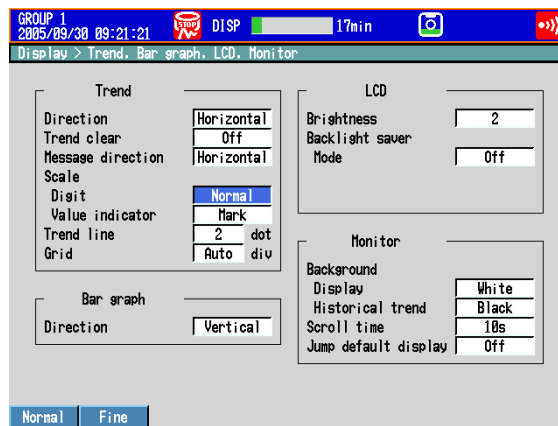 GROUP 1
2005/09/30 09:21:21
STOP
DISP
17min
Display > Trend, Bar graph, LCD, Monitor
Trend
Direction Horizontal
Trend clear Off
Message direction Horizontal
Scale
Digit Normal
Value indicator Mark
Trend line 2 dot
Grid Auto div
Bar graph
Direction Vertical
LCD
Brightness 2
Backlight saver
Mode Off
Monitor
Background
Display White
Historical trend Black
Scroll time 10s
Jump default display Off
Normal Fine